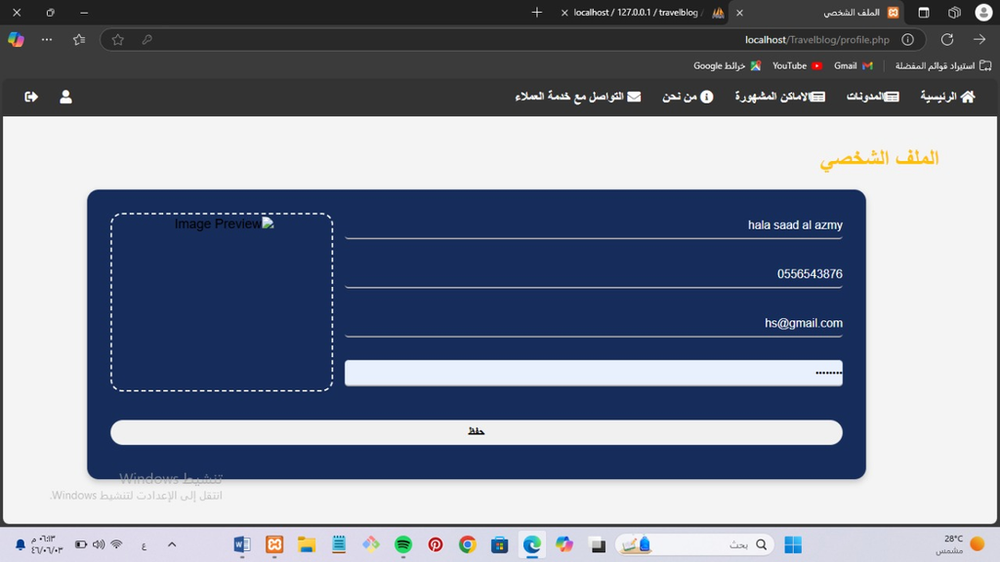 الملف الشخصي
localhost / 127.0.0.1 / travelblog /
localhost/Travelblog/profile.php
استيراد قوائم المفضلة
Gmail
YouTube
خرائط Google
الرئيسية
المدونات
الاماكن المشهورة
من نحن
التواصل مع خدمة العملاء
الملف الشخصي
hala saad al azmy
Image Preview
0556543876
hs@gmail.com
••••••••
حفظ
تنشيط Windows
انتقل إلى الإعدادت لتنشيط Windows.
28°C
مشمس
بحث
ع
٠٦:١٣ م
٤٦/٠٦/٠٣